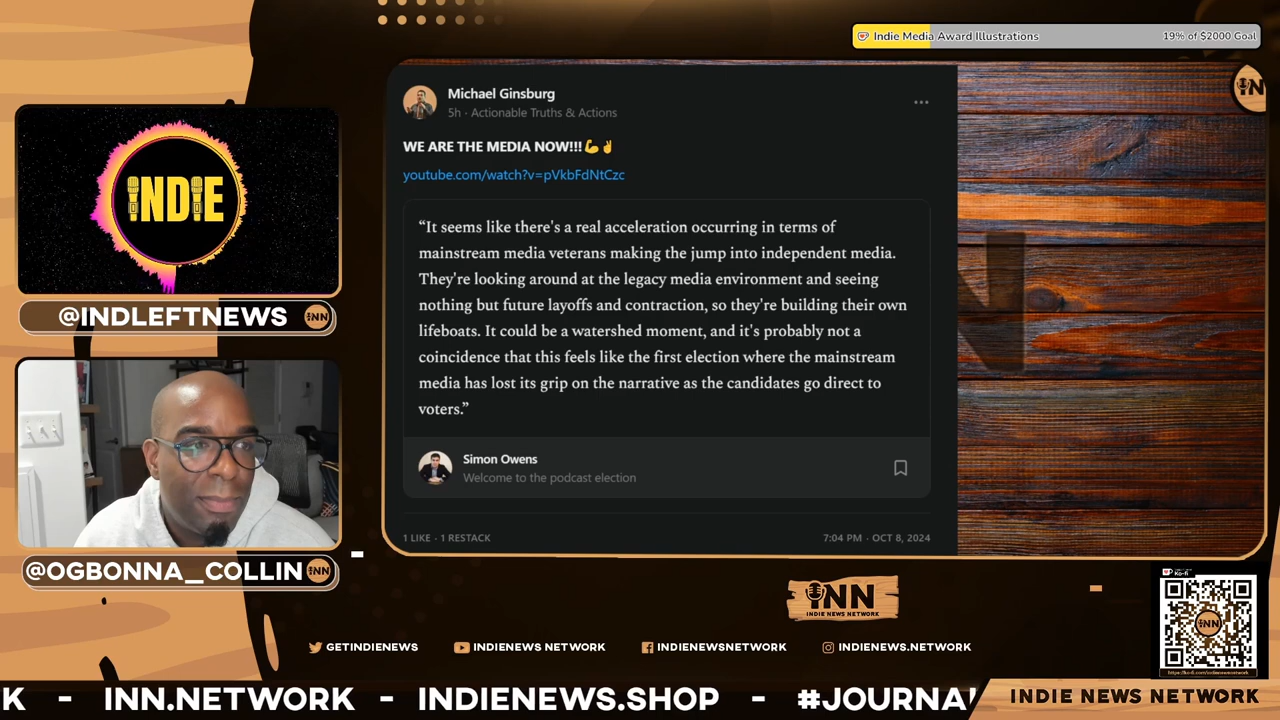 Indie Media Award Illustrations
19% of $2000 Goal
INDIE
@INDLEFTNEWS
INN
@OGBONNA_COLLIN
INN
Michael Ginsburg
5h · Actionable Truths & Actions
WE ARE THE MEDIA NOW!!!💪✌
youtube.com/watch?v=pVkbFdNtCzc
“It seems like there's a real acceleration occurring in terms of
mainstream media veterans making the jump into independent media.
They're looking around at the legacy media environment and seeing
nothing but future layoffs and contraction, so they're building their own
lifeboats. It could be a watershed moment, and it's probably not a
coincidence that this feels like the first election where the mainstream
media has lost its grip on the narrative as the candidates go direct to
voters.”
Simon Owens
Welcome to the podcast election
1 LIKE · 1 RESTACK
7:04 PM · OCT 8, 2024
IN
INN
INDIE NEWS NETWORK
GETINDIENEWS
INDIENEWS NETWORK
INDIENEWSNETWORK
INDIENEWS.NETWORK
Ko-fi
INN
K - INN.NETWORK - INDIENEWS.SHOP - #JOURNAL
INDIE NEWS NETWORK